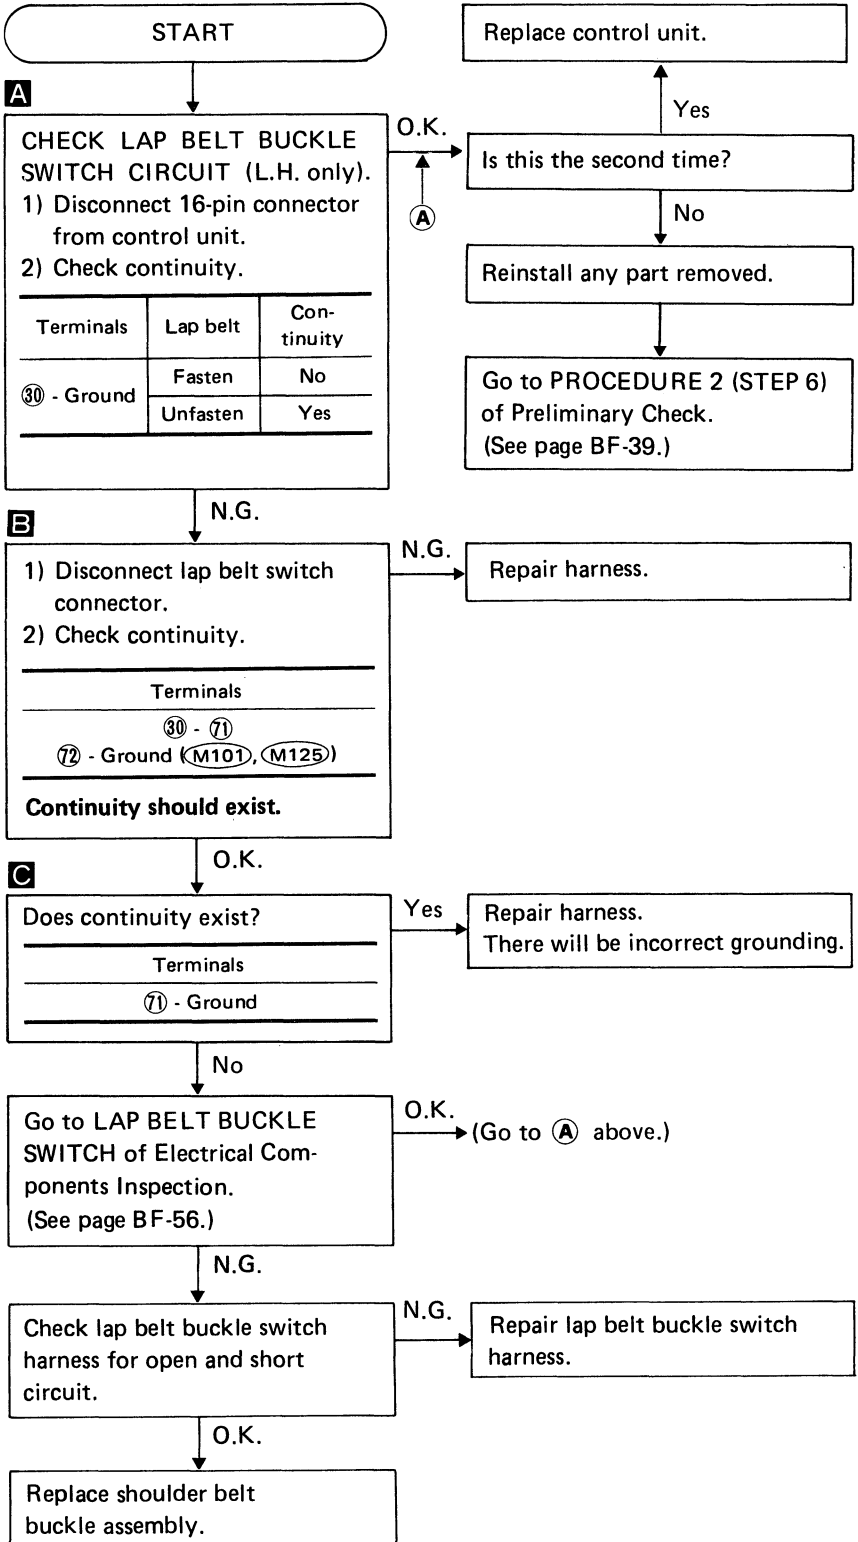 START
A
CHECK LAP BELT BUCKLE
SWITCH CIRCUIT (L.H. only).
1) Disconnect 16-pin connector
from control unit.
2) Check continuity.
Terminals
Lap belt
Con-
tinuity
㉚ - Ground
Fasten
No
Unfasten
Yes
O.K.
Ⓐ
Replace control unit.
Yes
Is this the second time?
No
Reinstall any part removed.
Go to PROCEDURE 2 (STEP 6)
of Preliminary Check.
(See page BF-39.)
N.G.
B
1) Disconnect lap belt switch
connector.
2) Check continuity.
Terminals
㉚ - 71
72 - Ground (M101, M125)
Continuity should exist.
N.G.
Repair harness.
O.K.
C
Does continuity exist?
Terminals
71 - Ground
Yes
Repair harness.
There will be incorrect grounding.
No
Go to LAP BELT BUCKLE
SWITCH of Electrical Com-
ponents Inspection.
(See page BF-56.)
O.K.
(Go to Ⓐ above.)
N.G.
Check lap belt buckle switch
harness for open and short
circuit.
N.G.
Repair lap belt buckle switch
harness.
O.K.
Replace shoulder belt
buckle assembly.